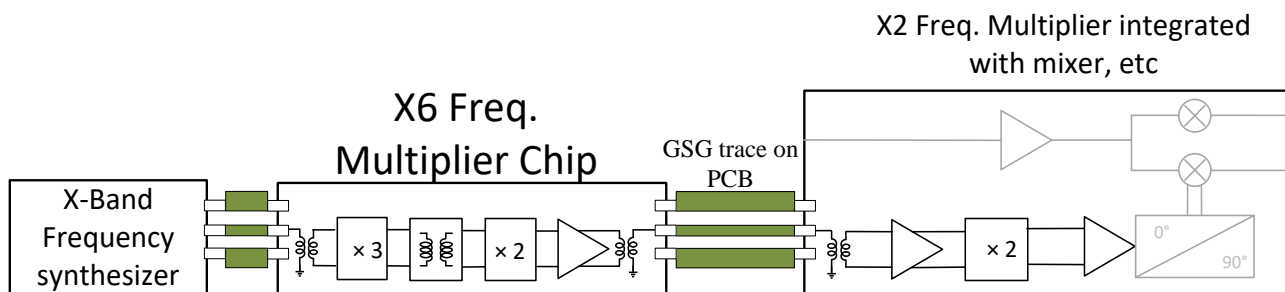 X2 Freq. Multiplier integrated
with mixer, etc
X6 Freq.
Multiplier Chip
GSG trace on
PCB
X-Band
Frequency
synthesizer
× 3
× 2
× 2
0°
90°